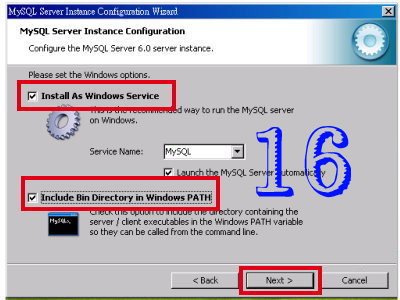 MySQL Server Instance Configuration Wizard
MySQL Server Instance Configuration
Configure the MySQL Server 6.0 server instance.
Please set the Windows options.
Install As Windows Service
This is the recommended way to run the MySQL server
on Windows.
Service Name: MySQL
Launch the MySQL Server automatically
16
Include Bin Directory in Windows PATH
Check this option to include the directory containing the
server / client executables in the Windows PATH variable
so they can be called from the command line.
< Back Next > Cancel